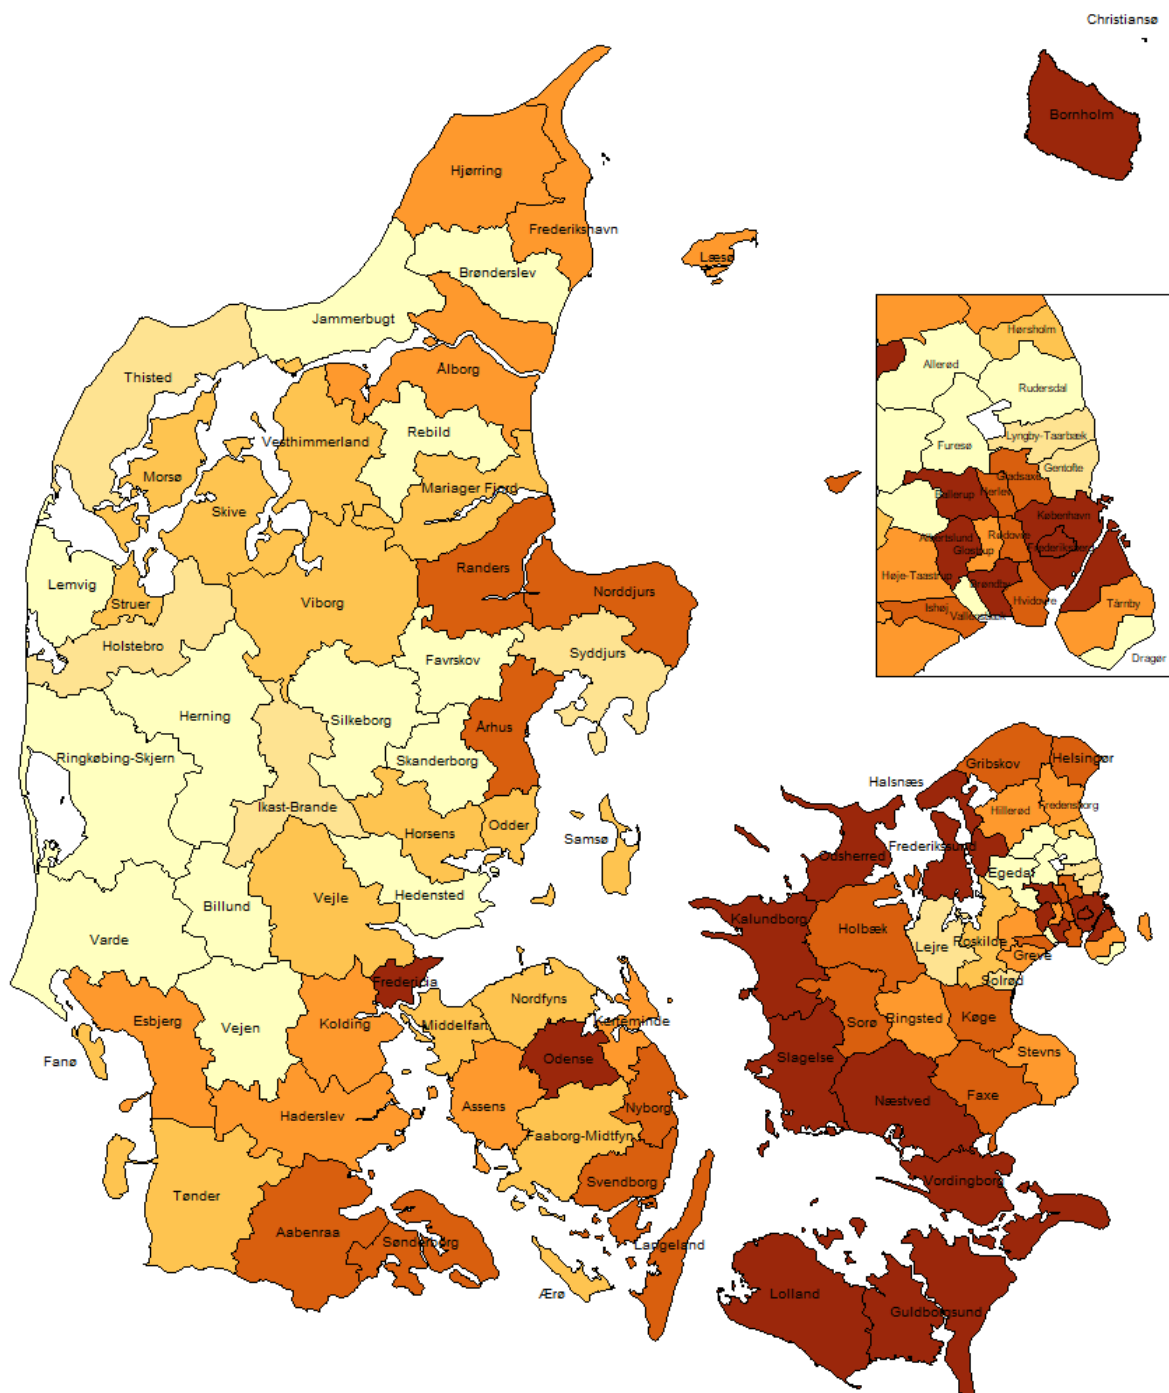 Christiansø
Bornholm
Hjørring
Frederikshavn
Læsø
Brønderslev
Jammerbugt
Ålborg
Thisted
Rebild
Vesthimmerland
Morsø
Mariager Fjord
Skive
Randers
Norddjurs
Lemvig
Struer
Viborg
Holstebro
Favrskov
Syddjurs
Herning
Silkeborg
Århus
Ringkøbing-Skjern
Skanderborg
Ikast-Brande
Horsens
Odder
Samsø
Vejle
Hedensted
Billund
Varde
Fredericia
Vejen
Esbjerg
Kolding
Fanø
Haderslev
Tønder
Aabenraa
Sønderborg
Nordfyns
Middelfart
Kerteminde
Odense
Assens
Nyborg
Faaborg-Midtfyn
Svendborg
Langeland
Ærø
Hørsholm
Allerød
Rudersdal
Furesø
Lyngby-Taarbæk
Gentofte
Gladsaxe
Ballerup
Herlev
København
Albertslund
Rødovre
Glostrup
Frederiksberg
Høje-Taastrup
Brøndby
Ishøj
Vallensbæk
Hvidovre
Tårnby
Dragør
Gribskov
Helsingør
Halsnæs
Hillerød
Fredensborg
Frederikssund
Odsherred
Egedal
Kalundborg
Holbæk
Lejre
Roskilde
Greve
Solrød
Sorø
Ringsted
Køge
Slagelse
Stevns
Næstved
Faxe
Vordingborg
Lolland
Guldborgsund